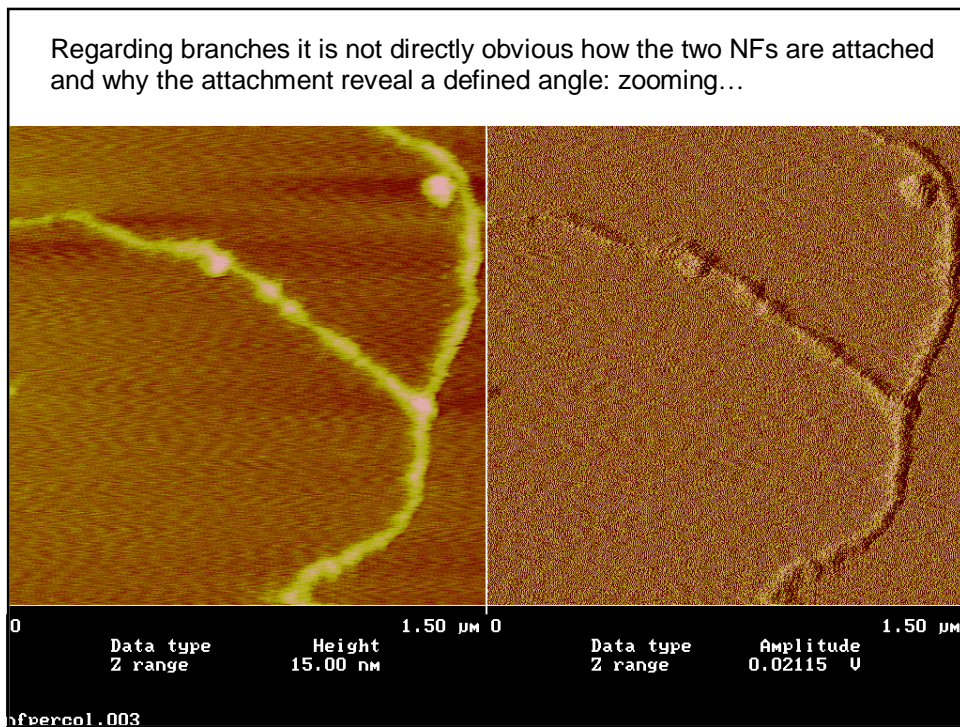 Regarding branches it is not directly obvious how the two NFs are attached
and why the attachment reveal a defined angle: zooming…
0 1.50 µm 0 1.50 µm
Data type Height Data type Amplitude
Z range 15.00 nm Z range 0.02115 V
nfpercol.003